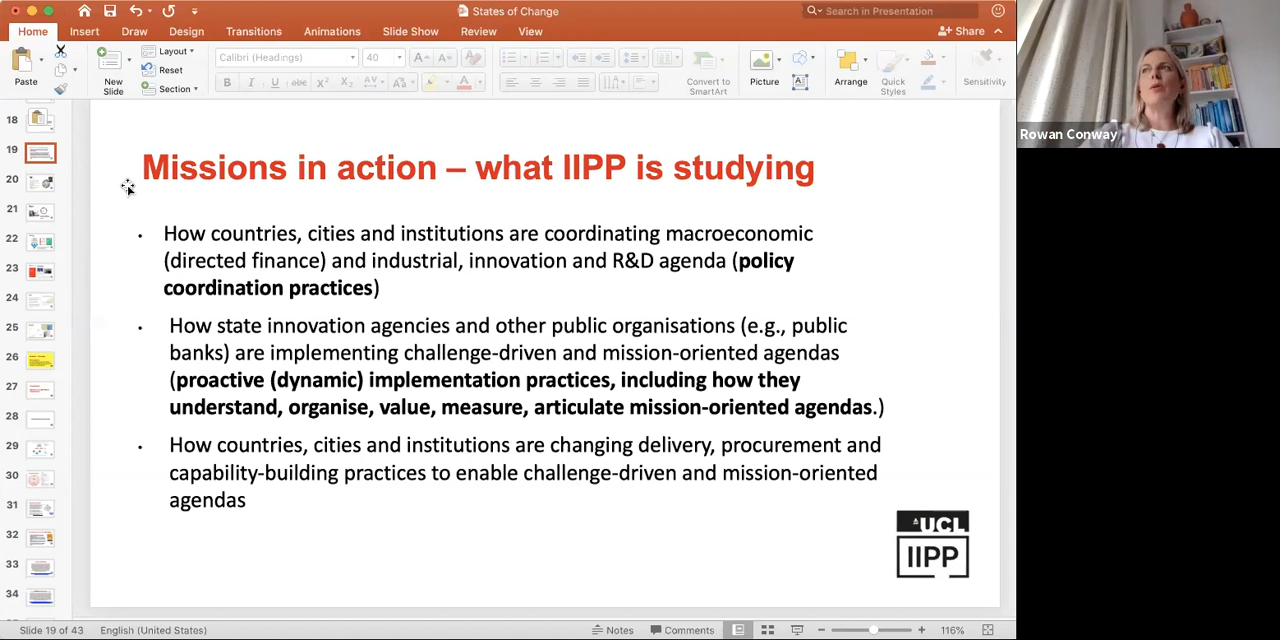 States of Change
Search in Presentation
Home Insert Draw Design Transitions Animations Slide Show Review View Share
Paste
New
Slide
Layout
Reset
Section
Calibri (Headings) 40
Convert to
SmartArt
Picture
Arrange
Quick
Styles
Sensitivity
Rowan Conway
18
19
20
21
22
23
24
25
26
27
28
29
30
31
32
33
34
Missions in action – what IIPP is studying
• How countries, cities and institutions are coordinating macroeconomic
(directed finance) and industrial, innovation and R&D agenda (policy
coordination practices)
• How state innovation agencies and other public organisations (e.g., public
banks) are implementing challenge-driven and mission-oriented agendas
(proactive (dynamic) implementation practices, including how they
understand, organise, value, measure, articulate mission-oriented agendas.)
• How countries, cities and institutions are changing delivery, procurement and
capability-building practices to enable challenge-driven and mission-oriented
agendas
UCL
IIPP
Slide 19 of 43 English (United States) Notes Comments 116%